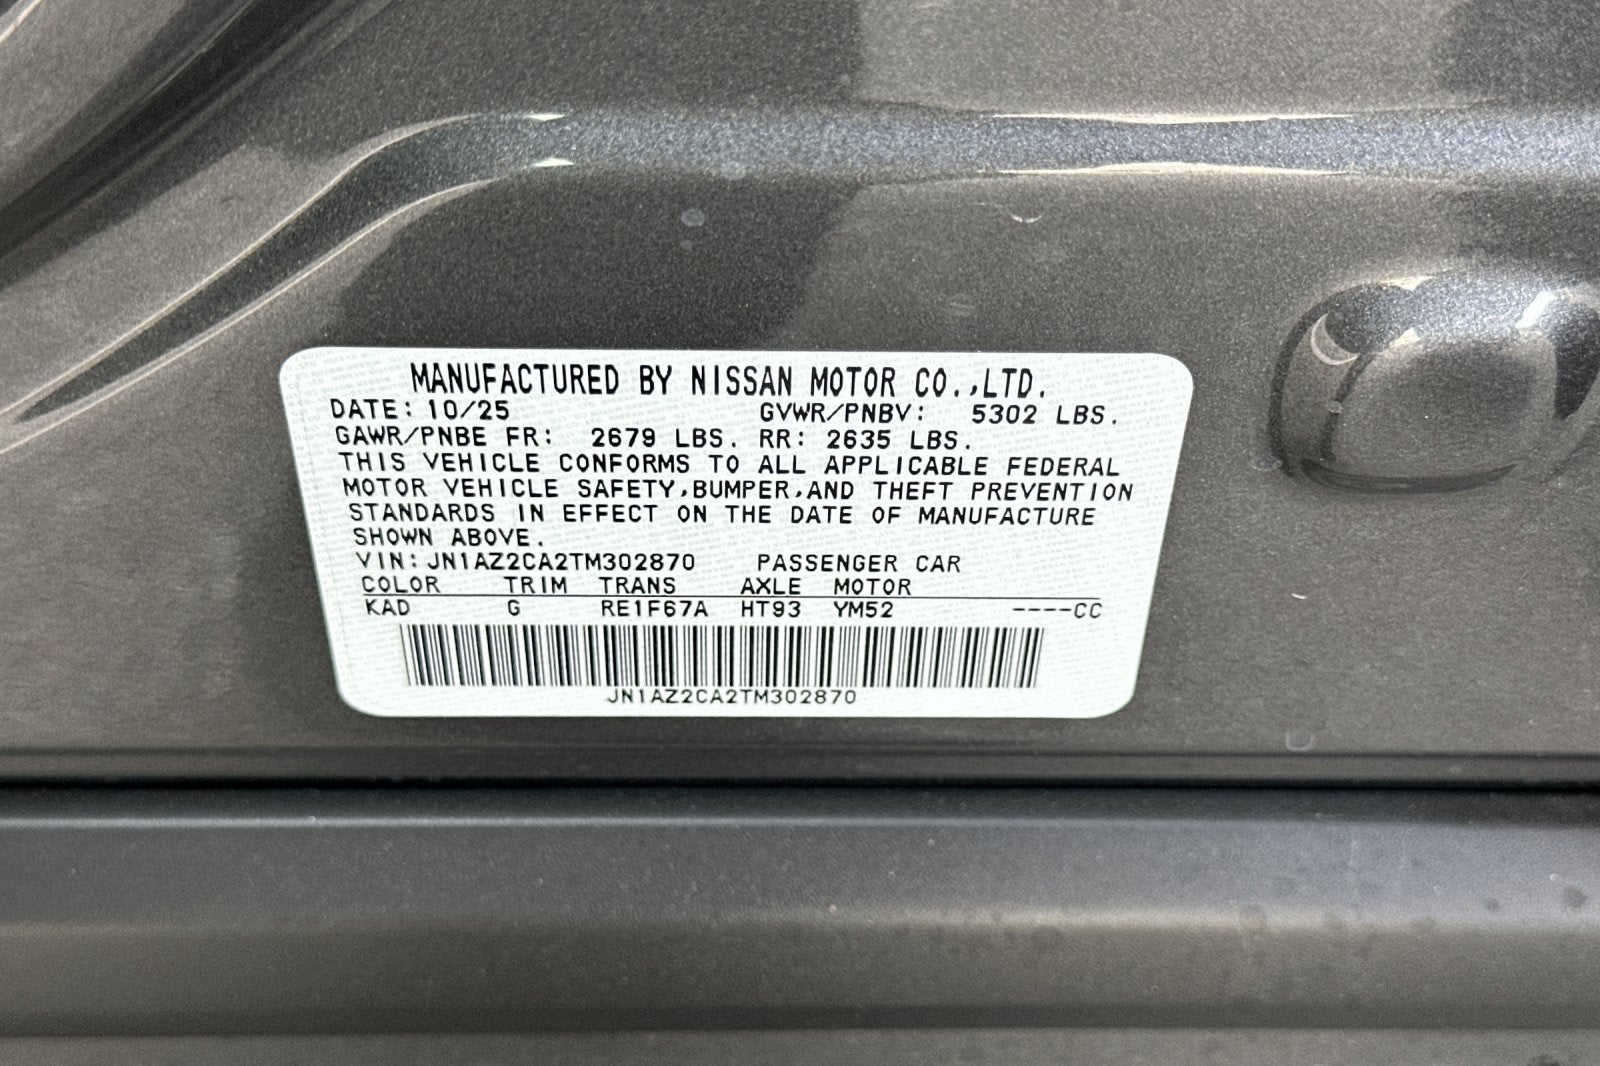 MANUFACTURED BY NISSAN MOTOR CO.,LTD.
DATE: 10/25 GVWR/PNBV: 5302 LBS.
GAWR/PNBE FR: 2679 LBS. RR: 2635 LBS.
THIS VEHICLE CONFORMS TO ALL APPLICABLE FEDERAL
MOTOR VEHICLE SAFETY,BUMPER,AND THEFT PREVENTION
STANDARDS IN EFFECT ON THE DATE OF MANUFACTURE
SHOWN ABOVE.
VIN:JN1AZ2CA2TM302870 PASSENGER CAR
COLOR TRIM TRANS AXLE MOTOR
KAD G RE1F67A HT93 YM52 ----CC
JN1AZ2CA2TM302870